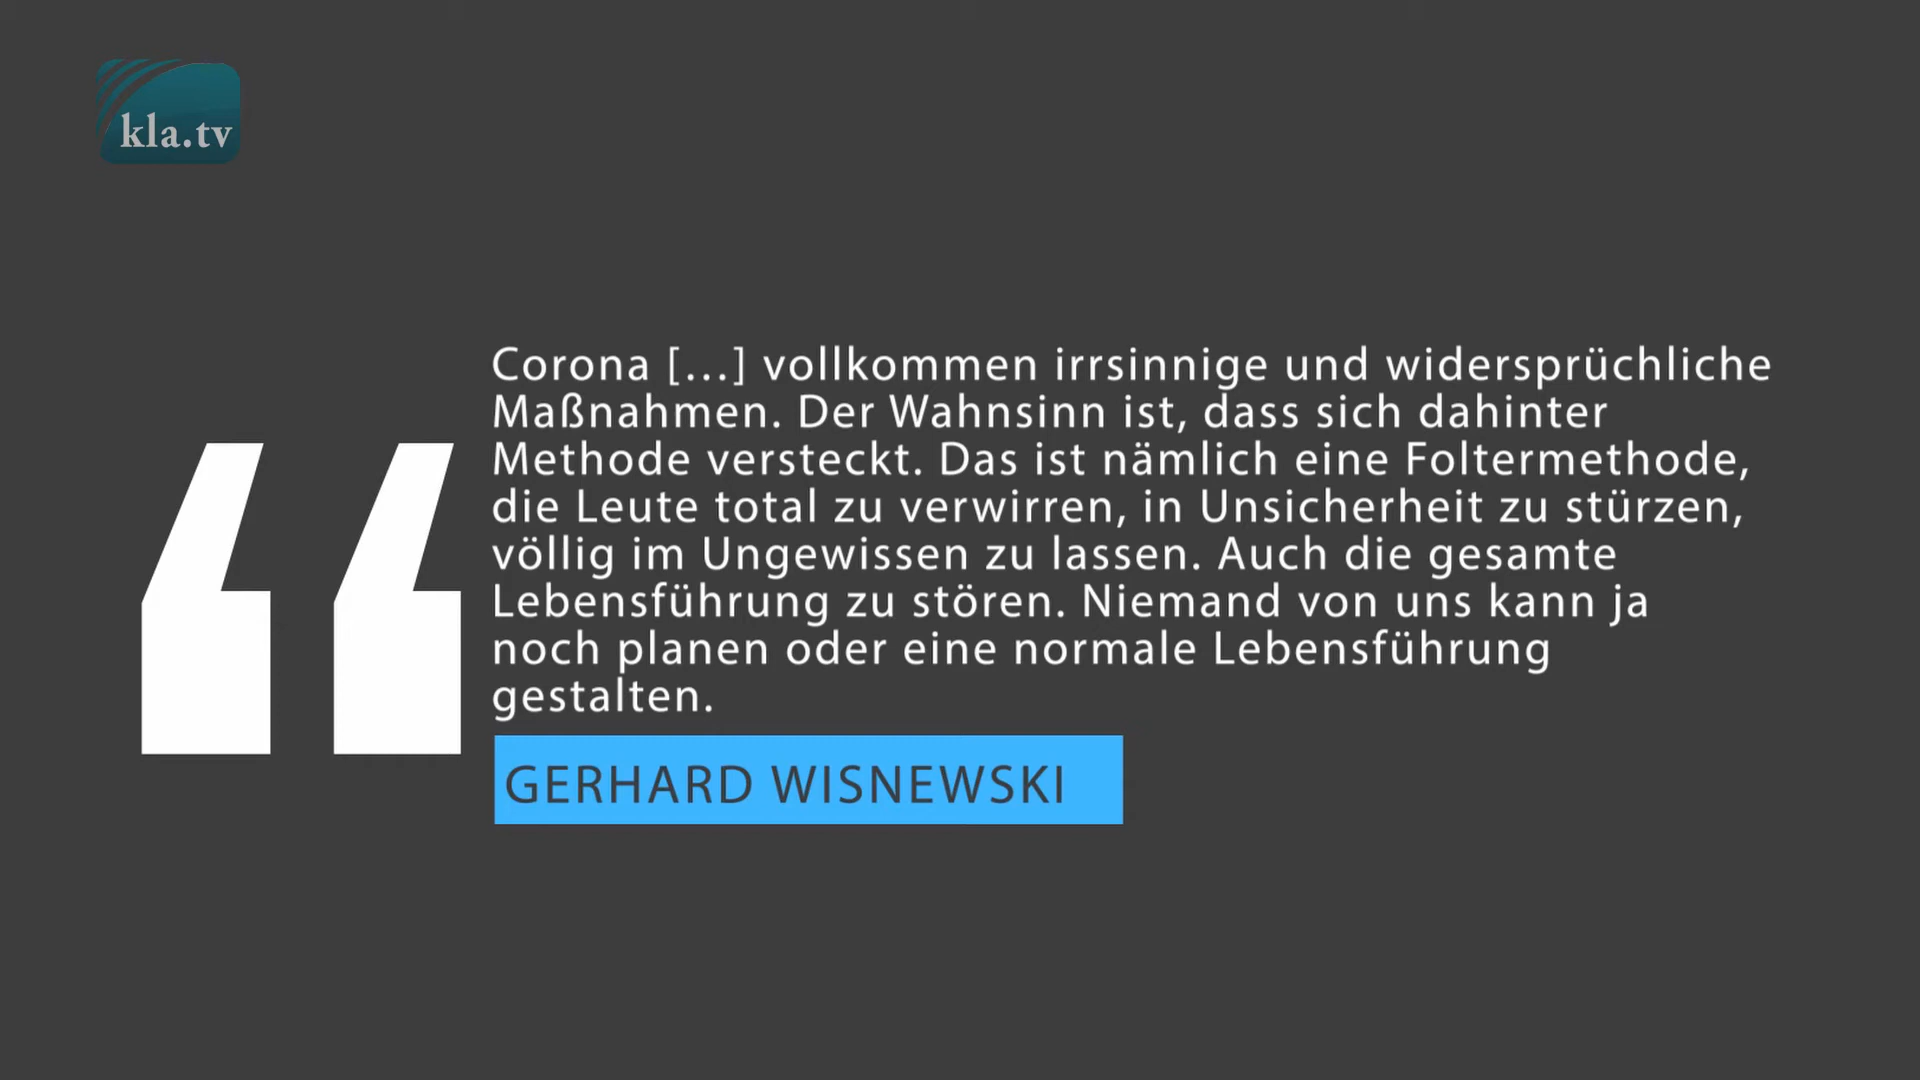 kla.tv
Corona […] vollkommen irrsinnige und widersprüchliche
Maßnahmen. Der Wahnsinn ist, dass sich dahinter
Methode versteckt. Das ist nämlich eine Foltermethode,
die Leute total zu verwirren, in Unsicherheit zu stürzen,
völlig im Ungewissen zu lassen. Auch die gesamte
Lebensführung zu stören. Niemand von uns kann ja
noch planen oder eine normale Lebensführung
gestalten.
GERHARD WISNEWSKI